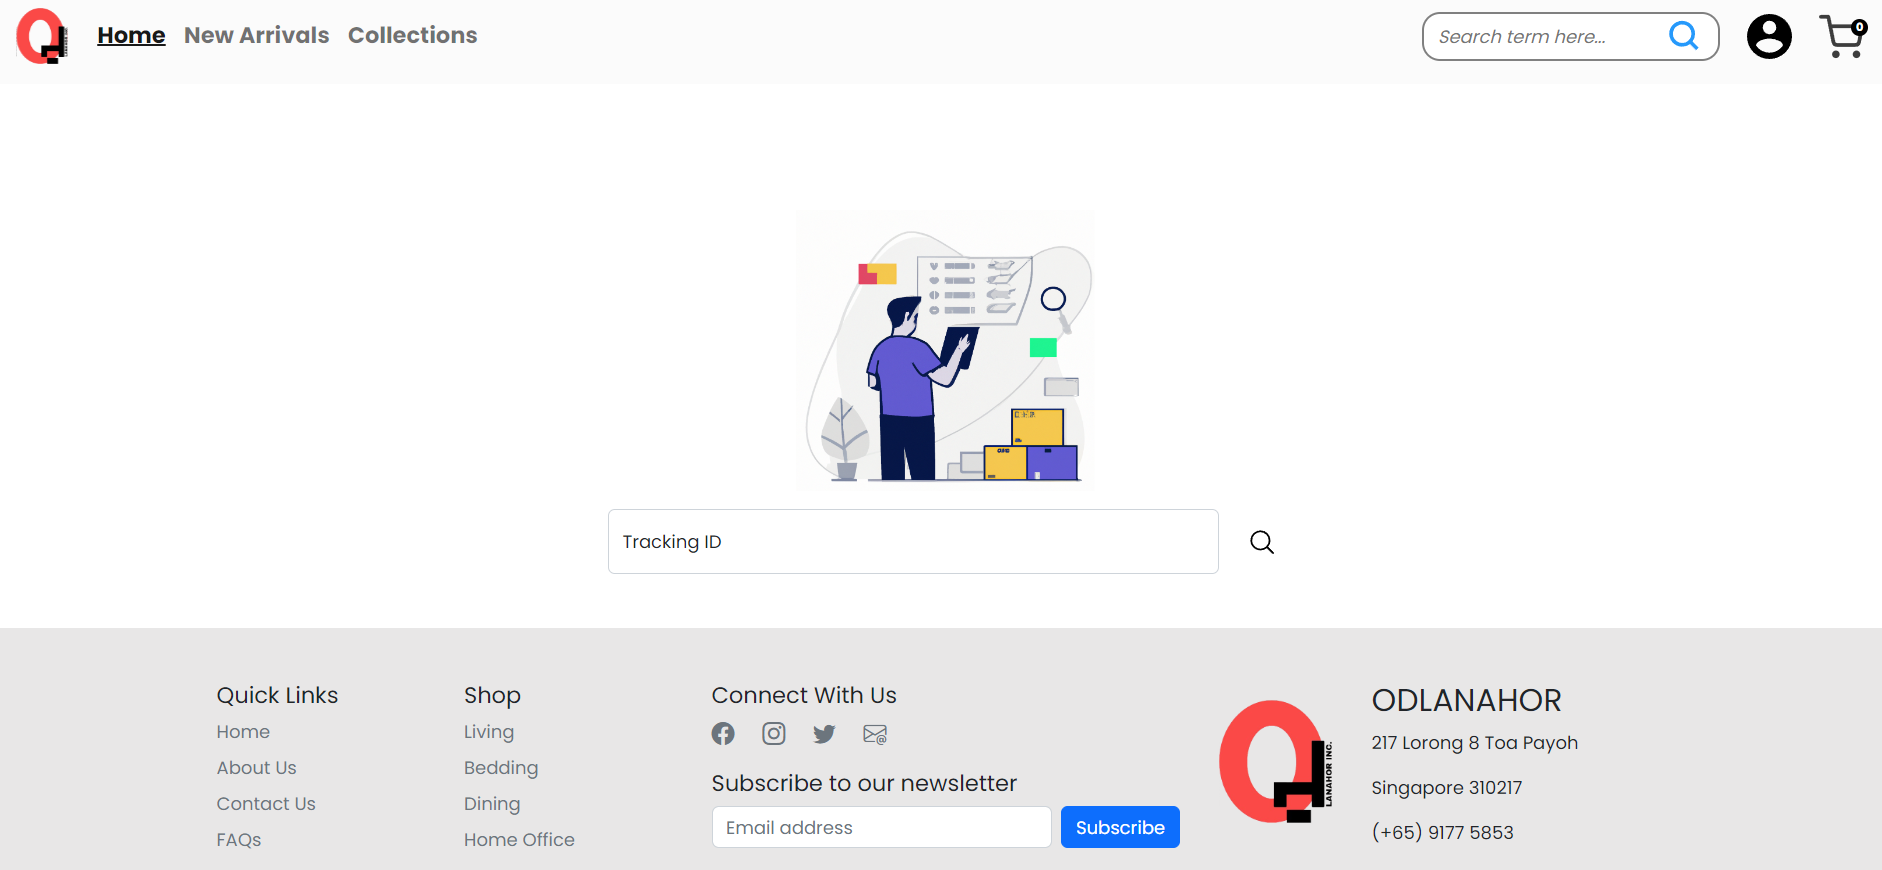 LANAHOR INC.
Home New Arrivals Collections
Search term here...
0
Tracking ID
Quick Links
Home
About Us
Contact Us
FAQs
Shop
Living
Bedding
Dining
Home Office
Connect With Us
Subscribe to our newsletter
Email address
Subscribe
LANAHOR INC.
ODLANAHOR
217 Lorong 8 Toa Payoh
Singapore 310217
(+65) 9177 5853